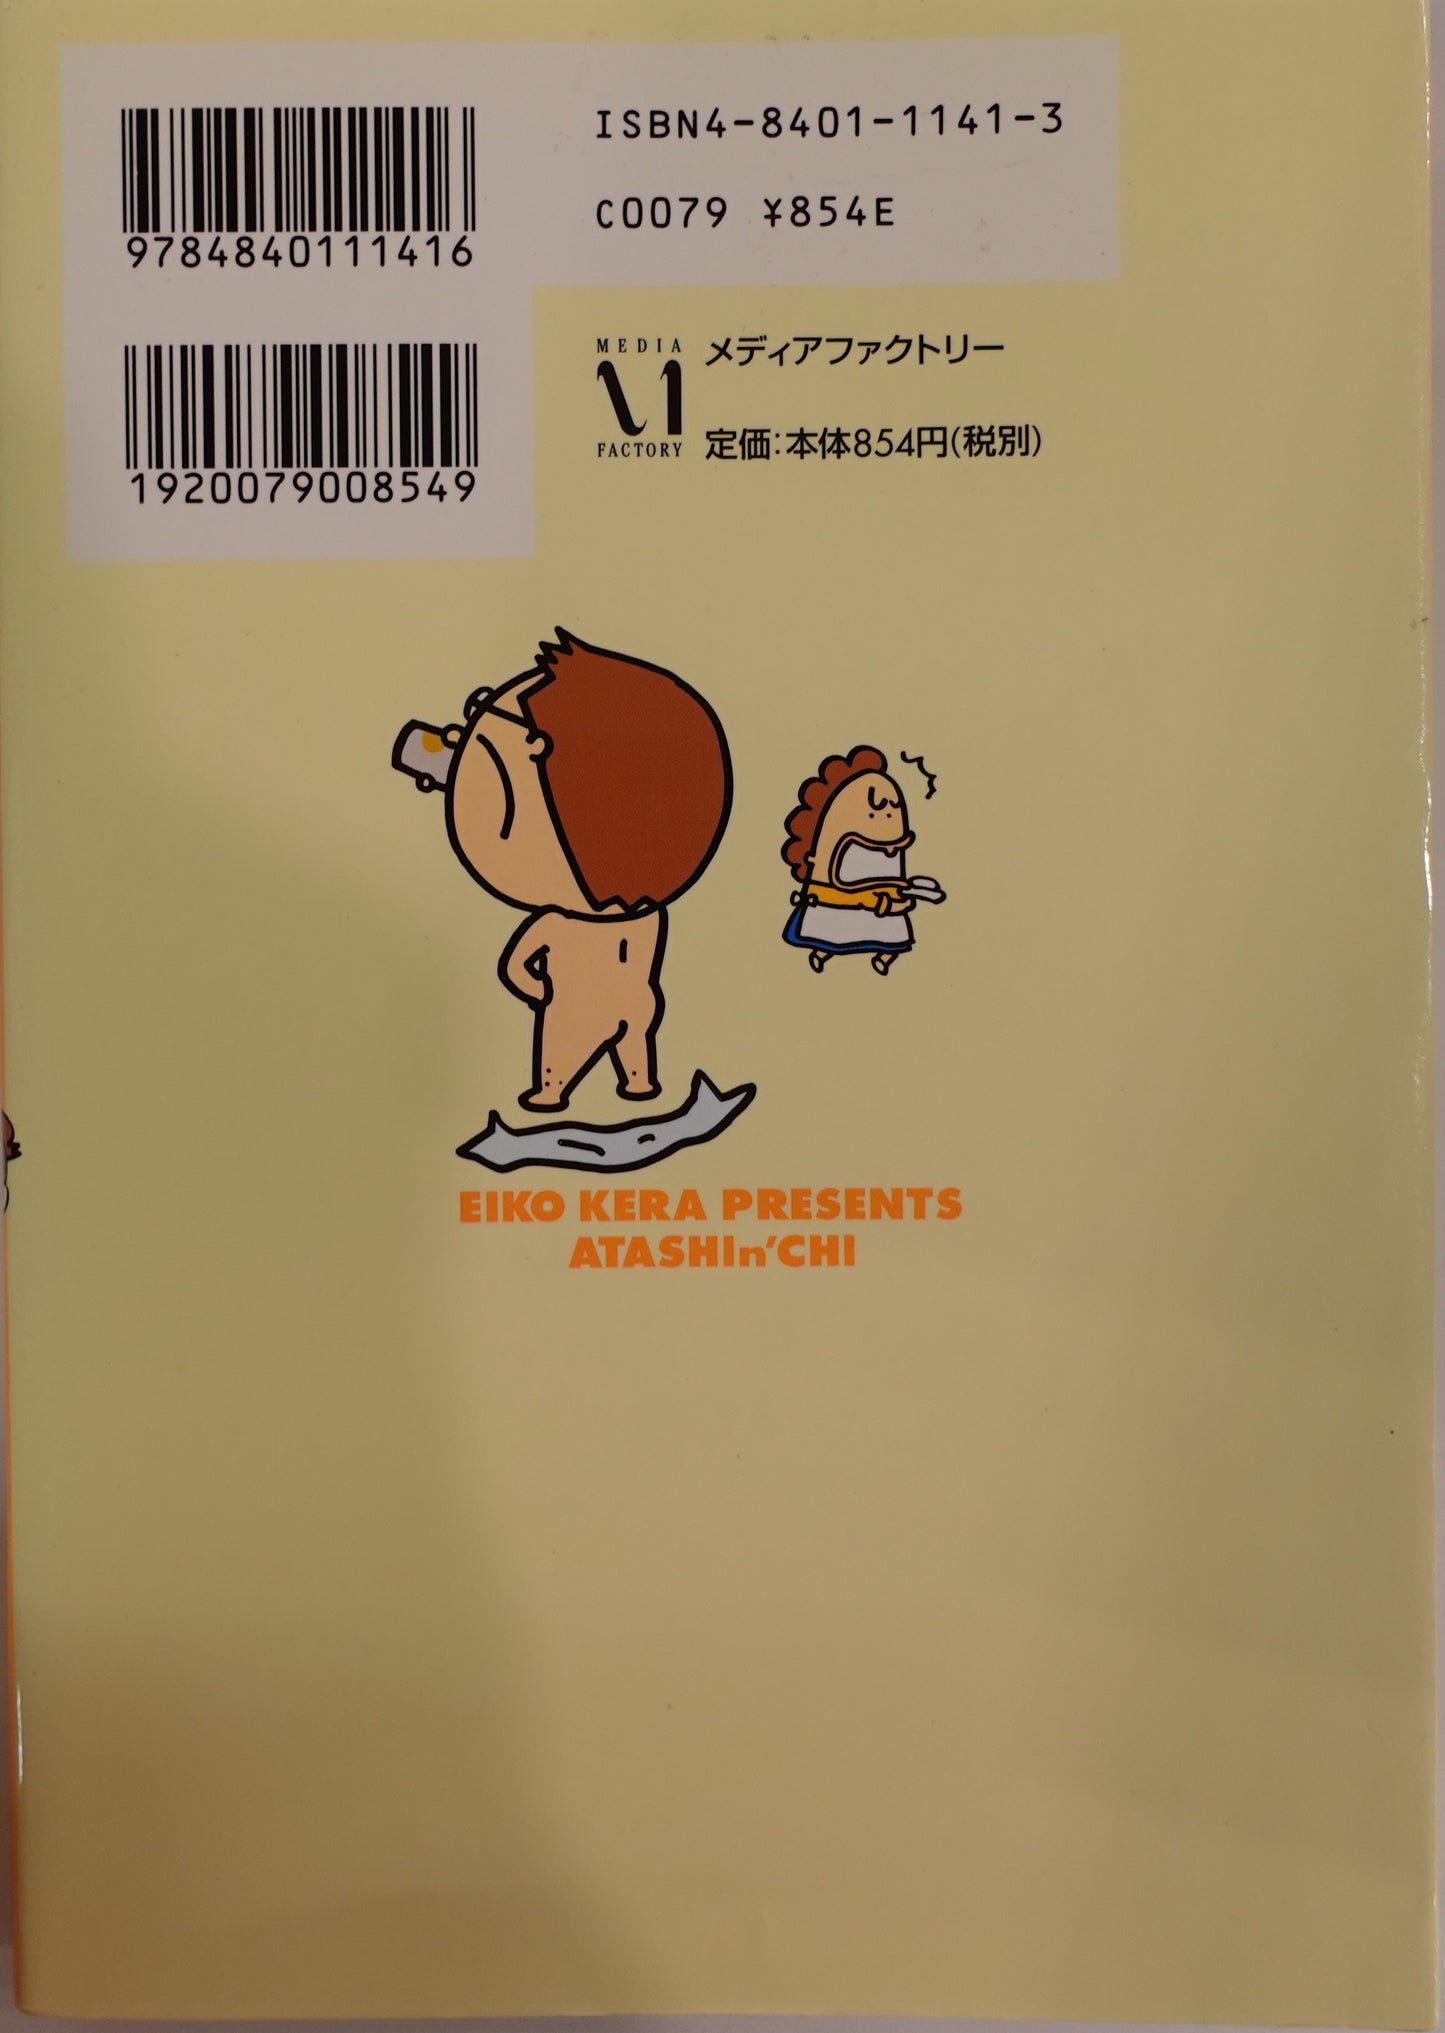 ISBN4-8401-1141-3
C0079 ¥854E
9784840111416
1920079008549
MEDIA
FACTORY
メディアファクトリー
定価:本体854円(税別)
EIKO KERA PRESENTS
ATASHIn'CHI